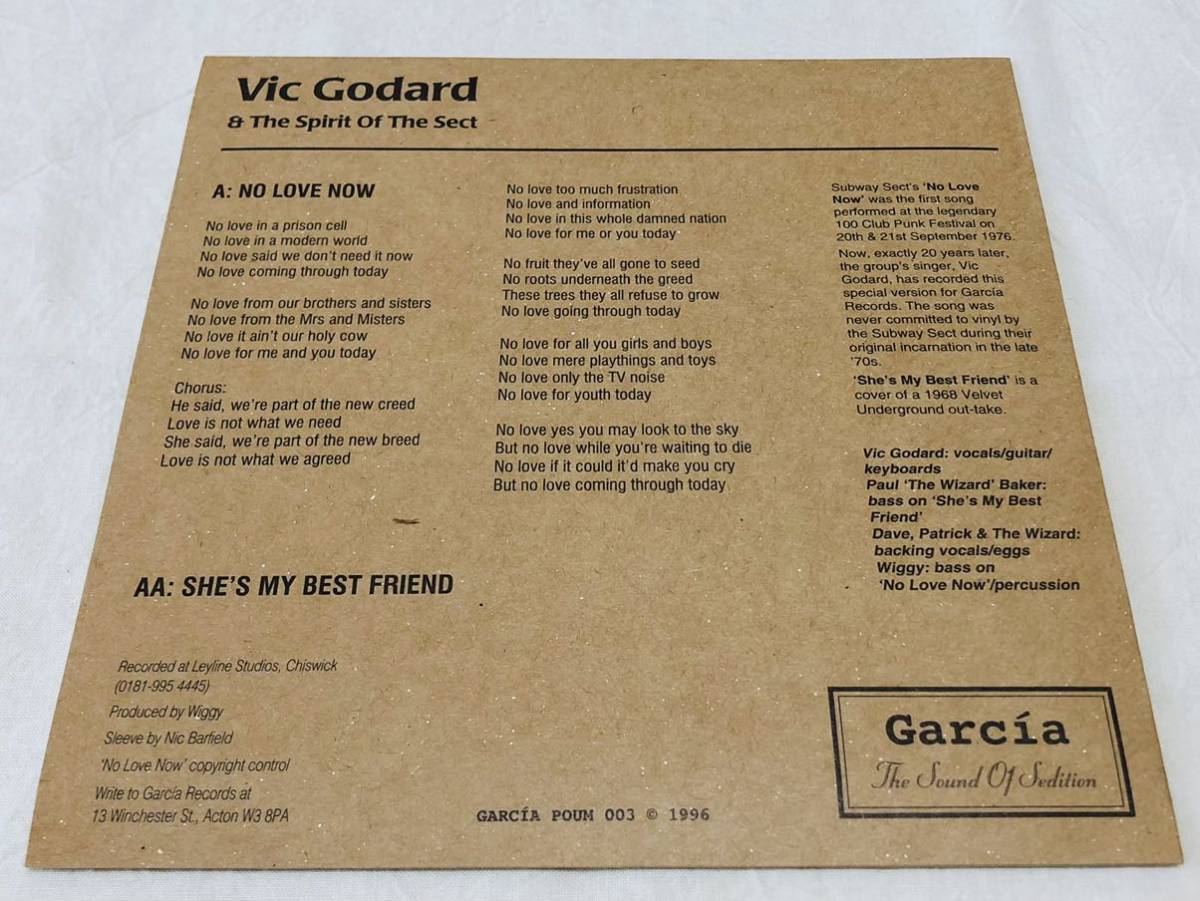 Vic Godard
& The Spirit Of The Sect
A: NO LOVE NOW
No love in a prison cell
No love in a modern world
No love said we don't need it now
No love coming through today
No love from our brothers and sisters
No love from the Mrs and Misters
No love it ain't our holy cow
No love for me and you today
Chorus:
He said, we're part of the new creed
Love is not what we need
She said, we're part of the new breed
Love is not what we agreed
No love too much frustration
No love and information
No love in this whole damned nation
No love for me or you today
No fruit they've all gone to seed
No roots underneath the greed
These trees they all refuse to grow
No love going through today
No love for all you girls and boys
No love mere playthings and toys
No love only the TV noise
No love for youth today
No love yes you may look to the sky
But no love while you're waiting to die
No love if it could it'd make you cry
But no love coming through today
Subway Sect's 'No Love
Now' was the first song
performed at the legendary
100 Club Punk Festival on
20th & 21st September 1976.
Now, exactly 20 years later,
the group's singer, Vic
Godard, has recorded this
special version for García
Records. The song was
never committed to vinyl by
the Subway Sect during their
original incarnation in the late
'70s.
'She's My Best Friend' is a
cover of a 1968 Velvet
Underground out-take.
Vic Godard: vocals/guitar/
keyboards
Paul 'The Wizard' Baker:
bass on 'She's My Best
Friend'
Dave, Patrick & The Wizard:
backing vocals/eggs
Wiggy: bass on
'No Love Now'/percussion
AA: SHE'S MY BEST FRIEND
Recorded at Leyline Studios, Chiswick
(0181-995 4445)
Produced by Wiggy
Sleeve by Nic Barfield
'No Love Now' copyright control
Write to García Records at
13 Winchester St., Acton W3 8PA
GARCÍA POUM 003 © 1996
García
The Sound Of Sedition